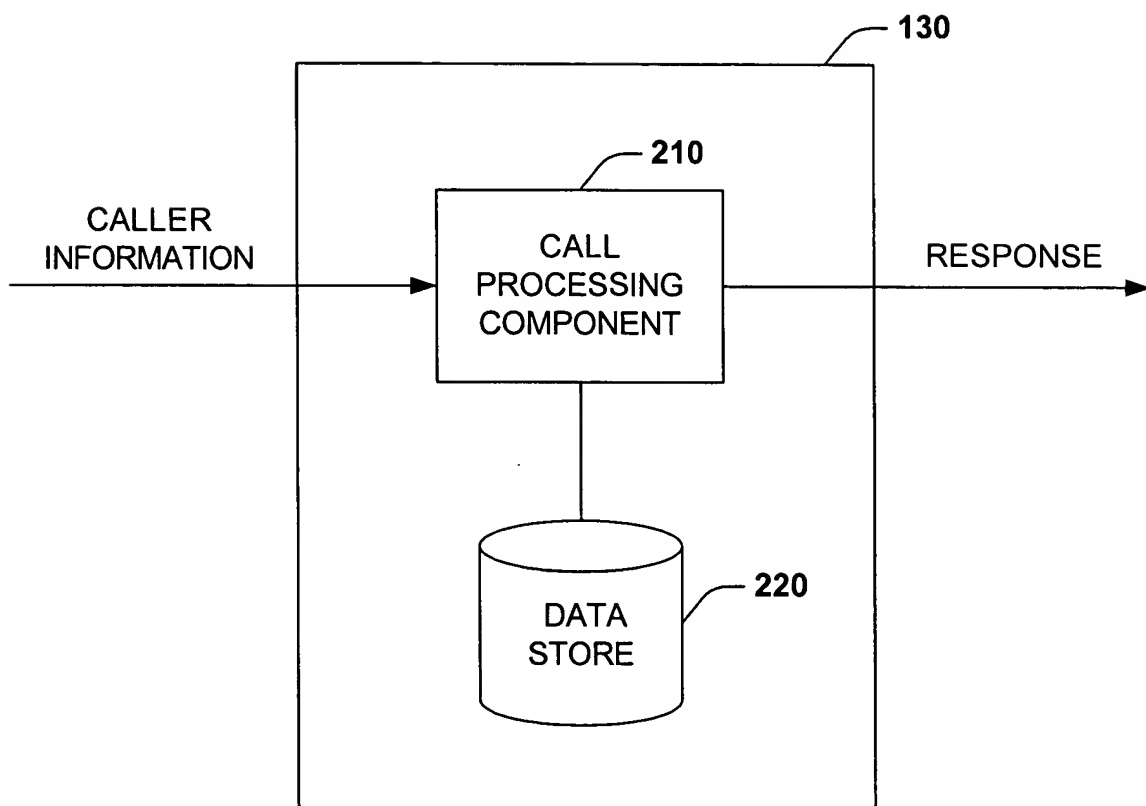 130
210
CALLER
INFORMATION
CALL
PROCESSING
COMPONENT
RESPONSE
220
DATA
STORE